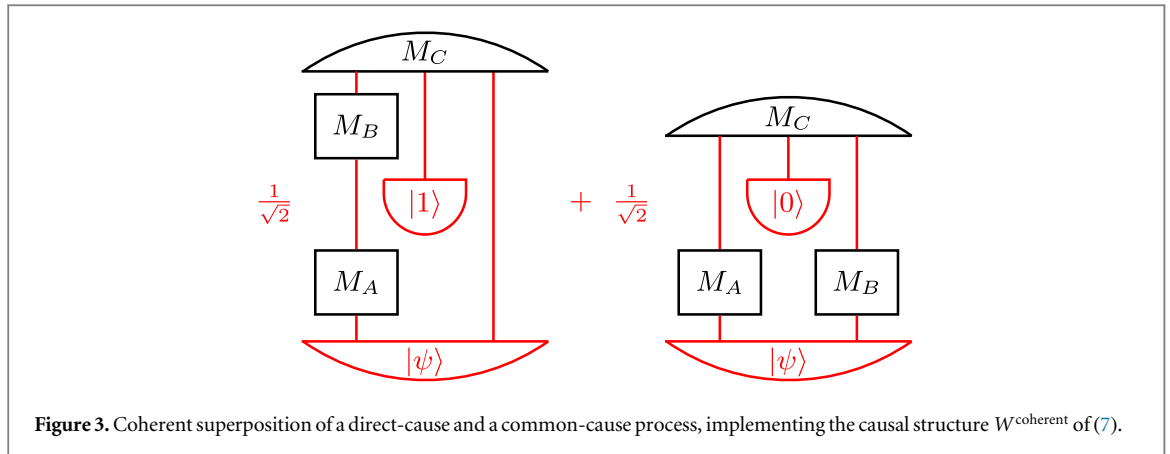 M_C
M_B
|1⟩
1/√2
M_A
|ψ⟩
+ 1/√2
M_C
|0⟩
M_A
M_B
|ψ⟩
Figure 3. Coherent superposition of a direct-cause and a common-cause process, implementing the causal structure W^coherent of (7).